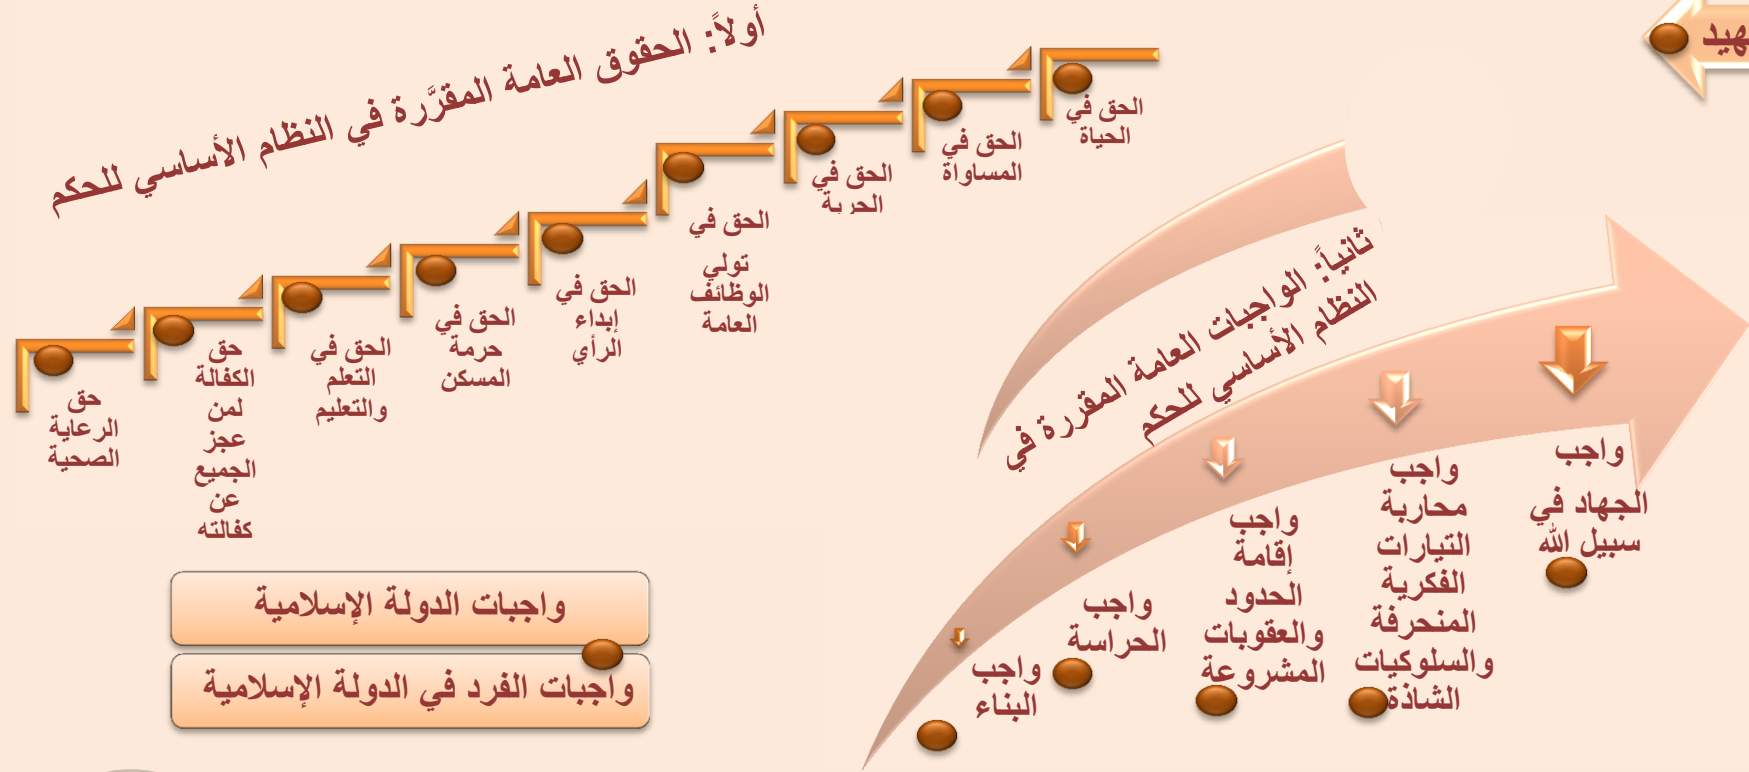 أولاً: الحقوق العامة المقرَّرة في النظام الأساسي للحكم
الحق في
الحياة
الحق في
المساواة
الحق في
الحرية
الحق في
تولي
الوظائف
العامة
الحق في
إبداء
الرأي
الحق في
حرمة
المسكن
الحق في
التعلم
والتعليم
حق
الكفالة
لمن
عجز
الجميع
عن
كفالته
حق
الرعاية
الصحية
ثانياً: الواجبات العامة المقررة في
النظام الأساسي للحكم
واجب
الجهاد في
سبيل الله
واجب
محاربة
التيارات
الفكرية
المنحرفة
والسلوكيات
الشاذة
واجب
إقامة
الحدود
والعقوبات
المشروعة
واجب
الحراسة
واجب
البناء
واجبات الدولة الإسلامية
واجبات الفرد في الدولة الإسلامية